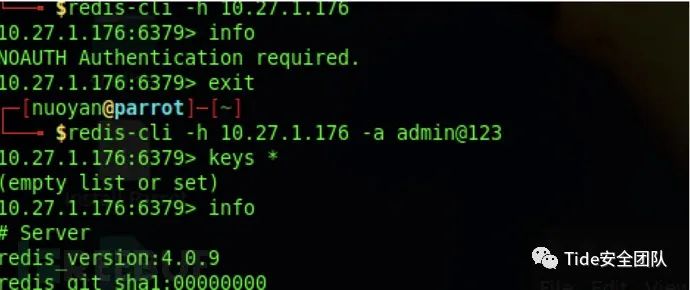 $redis-cli -h 10.27.1.176
10.27.1.176:6379> info
NOAUTH Authentication required.
10.27.1.176:6379> exit
[nuoyan@parrot]-[~]
$redis-cli -h 10.27.1.176 -a admin@123
10.27.1.176:6379> keys *
(empty list or set)
10.27.1.176:6379> info
# Server
redis_version:4.0.9
redis_git_sha1:00000000
Tide安全团队
File Edit View